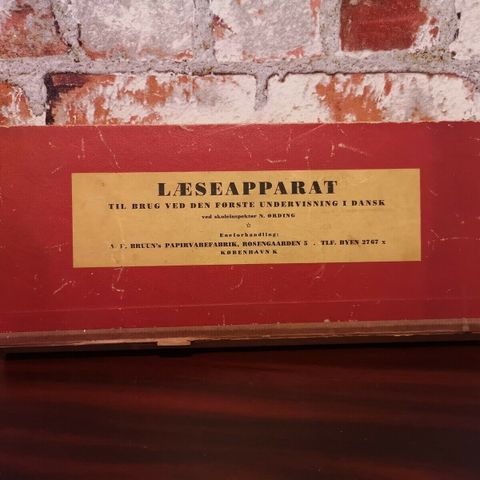 LÆSEAPPARAT
TIL BRUG VED DEN FØRSTE UNDERVISNING I DANSK
ved skoleinspektør N. ØRDING
Eneforhandling:
BRUUN's PAPIRVAREFABRIK, ROSENGAARDEN 5 . TLF. BYEN 2767 x
KØBENHAVN K